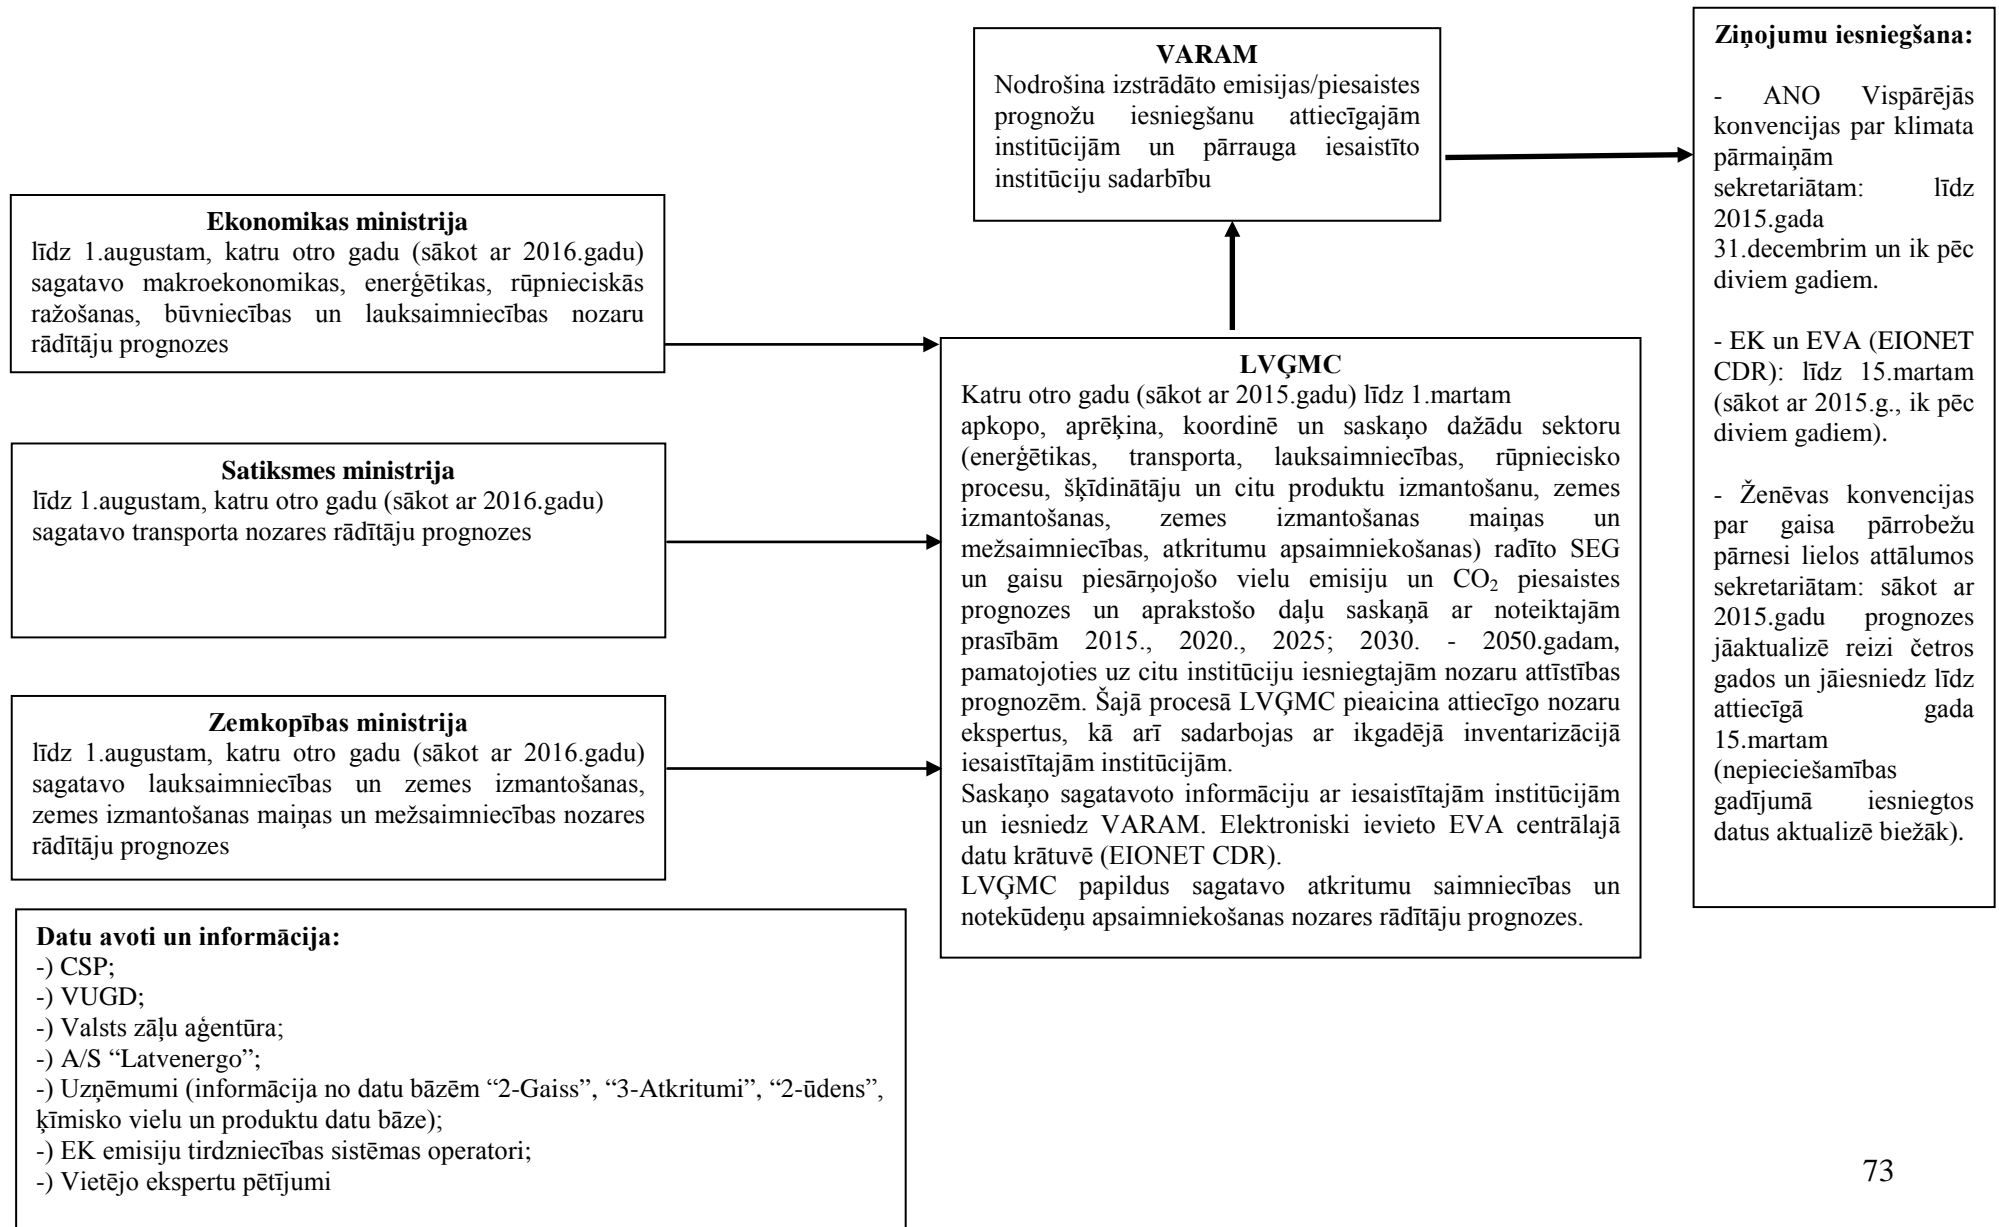 VARAM
Nodrošina izstrādāto emisijas/piesaistes
prognožu iesniegšanu attiecīgajām
institūcijām un pārrauga iesaistīto
institūciju sadarbību
Ziņojumu iesniegšana:
- ANO Vispārējās
konvencijas par klimata
pārmaiņām
sekretariātam: līdz
2015.gada
31.decembrim un ik pēc
diviem gadiem.
- EK un EVA (EIONET
CDR): līdz 15.martam
(sākot ar 2015.g., ik pēc
diviem gadiem).
- Ženēvas konvencijas
par gaisa pārrobežu
pārnesi lielos attālumos
sekretariātam: sākot ar
2015.gadu prognozes
jāaktualizē reizi četros
gados un jāiesniedz līdz
attiecīgā gada
15.martam
(nepieciešamības
gadījumā iesniegtos
datus aktualizē biežāk).
Ekonomikas ministrija
līdz 1.augustam, katru otro gadu (sākot ar 2016.gadu)
sagatavo makroekonomikas, enerģētikas, rūpnieciskās
ražošanas, būvniecības un lauksaimniecības nozaru
rādītāju prognozes
Satiksmes ministrija
līdz 1.augustam, katru otro gadu (sākot ar 2016.gadu)
sagatavo transporta nozares rādītāju prognozes
Zemkopības ministrija
līdz 1.augustam, katru otro gadu (sākot ar 2016.gadu)
sagatavo lauksaimniecības un zemes izmantošanas,
zemes izmantošanas maiņas un mežsaimniecības nozares
rādītāju prognozes
LVĢMC
Katru otro gadu (sākot ar 2015.gadu) līdz 1.martam
apkopo, aprēķina, koordinē un saskaņo dažādu sektoru
(enerģētikas, transporta, lauksaimniecības, rūpniecisko
procesu, šķīdinātāju un citu produktu izmantošanu, zemes
izmantošanas, zemes izmantošanas maiņas un
mežsaimniecības, atkritumu apsaimniekošanas) radīto SEG
un gaisu piesārņojošo vielu emisiju un CO₂ piesaistes
prognozes un aprakstošo daļu saskaņā ar noteiktajām
prasībām 2015., 2020., 2025; 2030. - 2050.gadam,
pamatojoties uz citu institūciju iesniegtajām nozaru attīstības
prognozēm. Šajā procesā LVĢMC pieaicina attiecīgo nozaru
ekspertus, kā arī sadarbojas ar ikgadējā inventarizācijā
iesaistītajām institūcijām.
Saskaņo sagatavoto informāciju ar iesaistītajām institūcijām
un iesniedz VARAM. Elektroniski ievieto EVA centrālajā
datu krātuvē (EIONET CDR).
LVĢMC papildus sagatavo atkritumu saimniecības un
notekūdeņu apsaimniekošanas nozares rādītāju prognozes.
Datu avoti un informācija:
-) CSP;
-) VUGD;
-) Valsts zāļu aģentūra;
-) A/S “Latvenergo”;
-) Uzņēmumi (informācija no datu bāzēm “2-Gaiss”, “3-Atkritumi”, “2-ūdens”,
ķīmisko vielu un produktu datu bāze);
-) EK emisiju tirdzniecības sistēmas operatori;
-) Vietējo ekspertu pētījumi
73